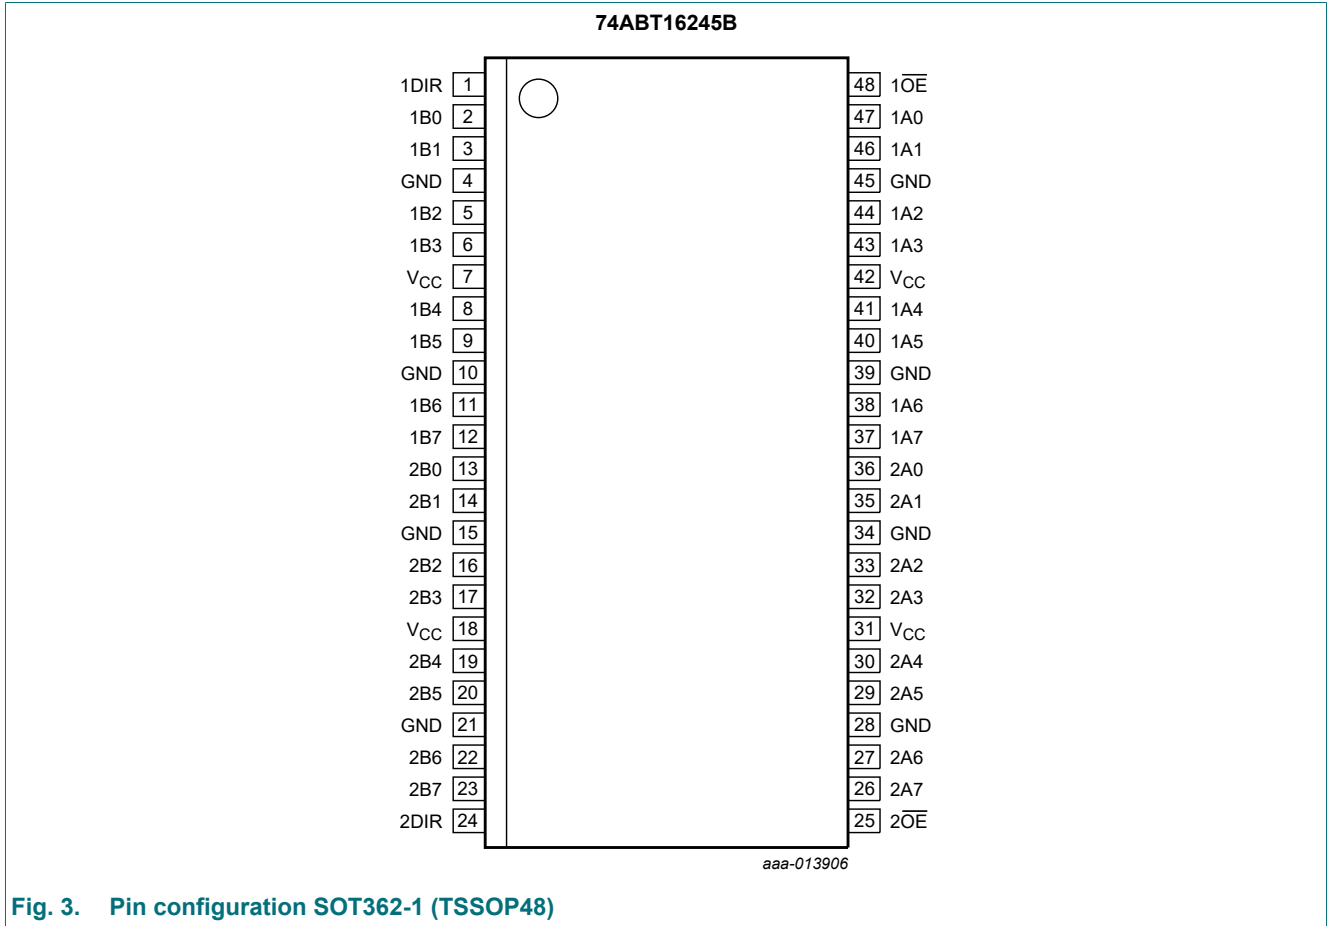 74ABT16245B
1DIR 1 48 1O̅E̅
1B0 2 47 1A0
1B1 3 46 1A1
GND 4 45 GND
1B2 5 44 1A2
1B3 6 43 1A3
VCC 7 42 VCC
1B4 8 41 1A4
1B5 9 40 1A5
GND 10 39 GND
1B6 11 38 1A6
1B7 12 37 1A7
2B0 13 36 2A0
2B1 14 35 2A1
GND 15 34 GND
2B2 16 33 2A2
2B3 17 32 2A3
VCC 18 31 VCC
2B4 19 30 2A4
2B5 20 29 2A5
GND 21 28 GND
2B6 22 27 2A6
2B7 23 26 2A7
2DIR 24 25 2O̅E̅
aaa-013906
Fig. 3. Pin configuration SOT362-1 (TSSOP48)